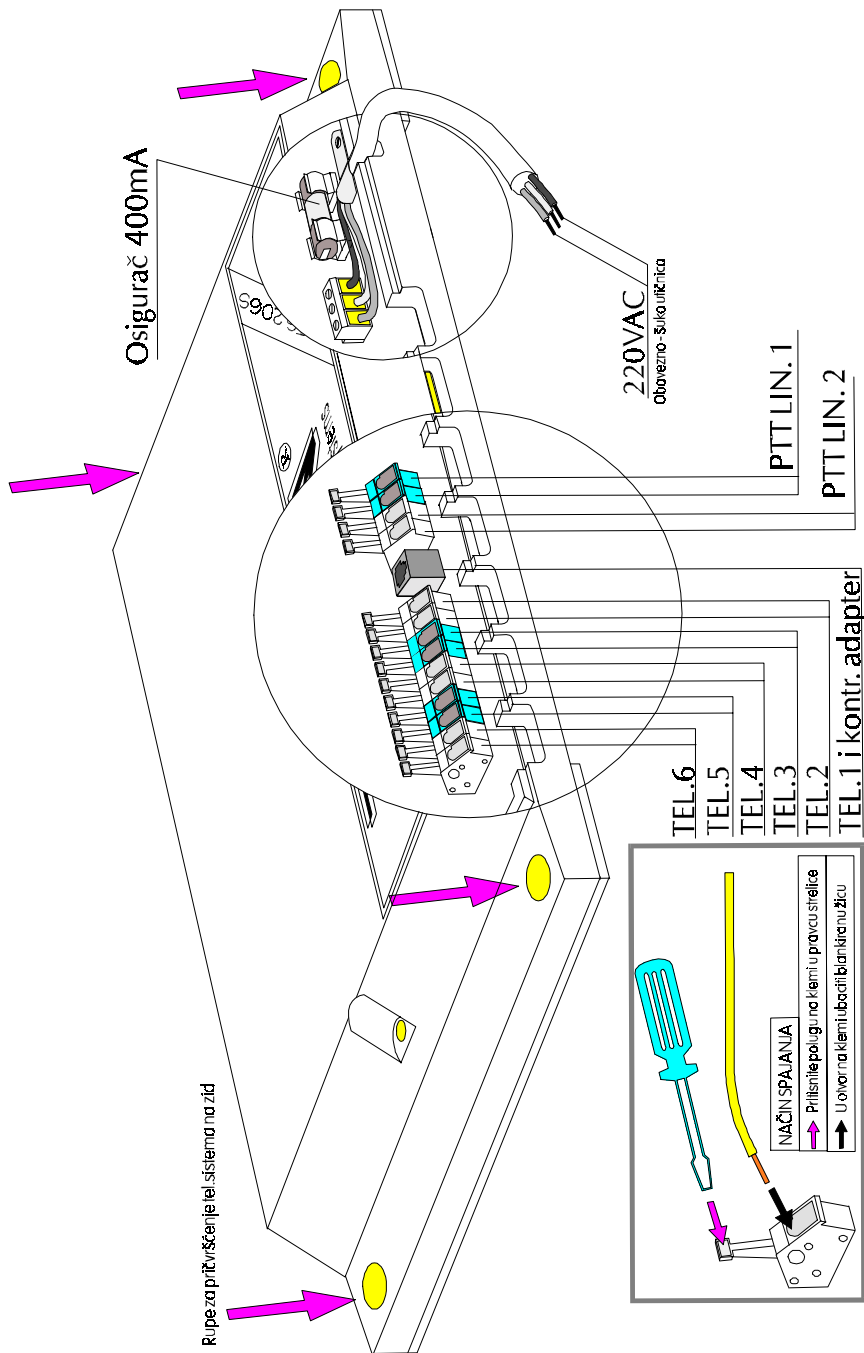 Osigurač 400mA
206S
220VAC
Obavezno-šuko utičnica
PTT LIN. 1
PTT LIN. 2
TEL.6
TEL.5
TEL.4
TEL.3
TEL.2
TEL.1 i kontr. adapter
Rupe za pričvršćenje tel. sistema na zid
NAČIN SPAJANJA
Pritisnite polugu na klemi u pravcu strelice
U otvor na klemi ubaciti blankiranu žicu